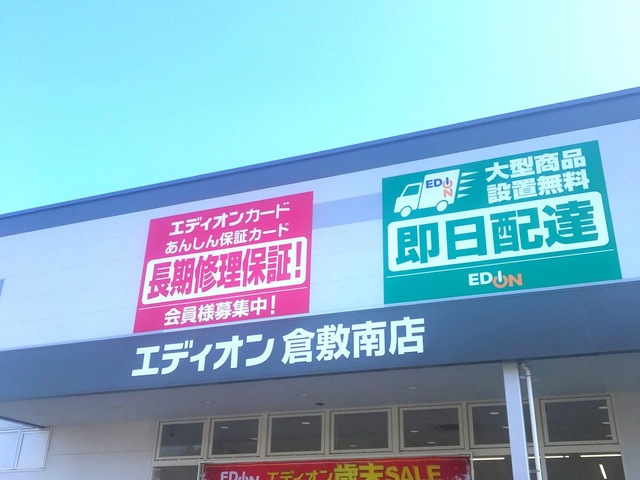 エディオンカード
あんしん保証カード
長期修理保証!
会員様募集中!
EDION
大型商品
設置無料
即日配達
EDION
エディオン 倉敷南店
EDION エディオン歳末SALE